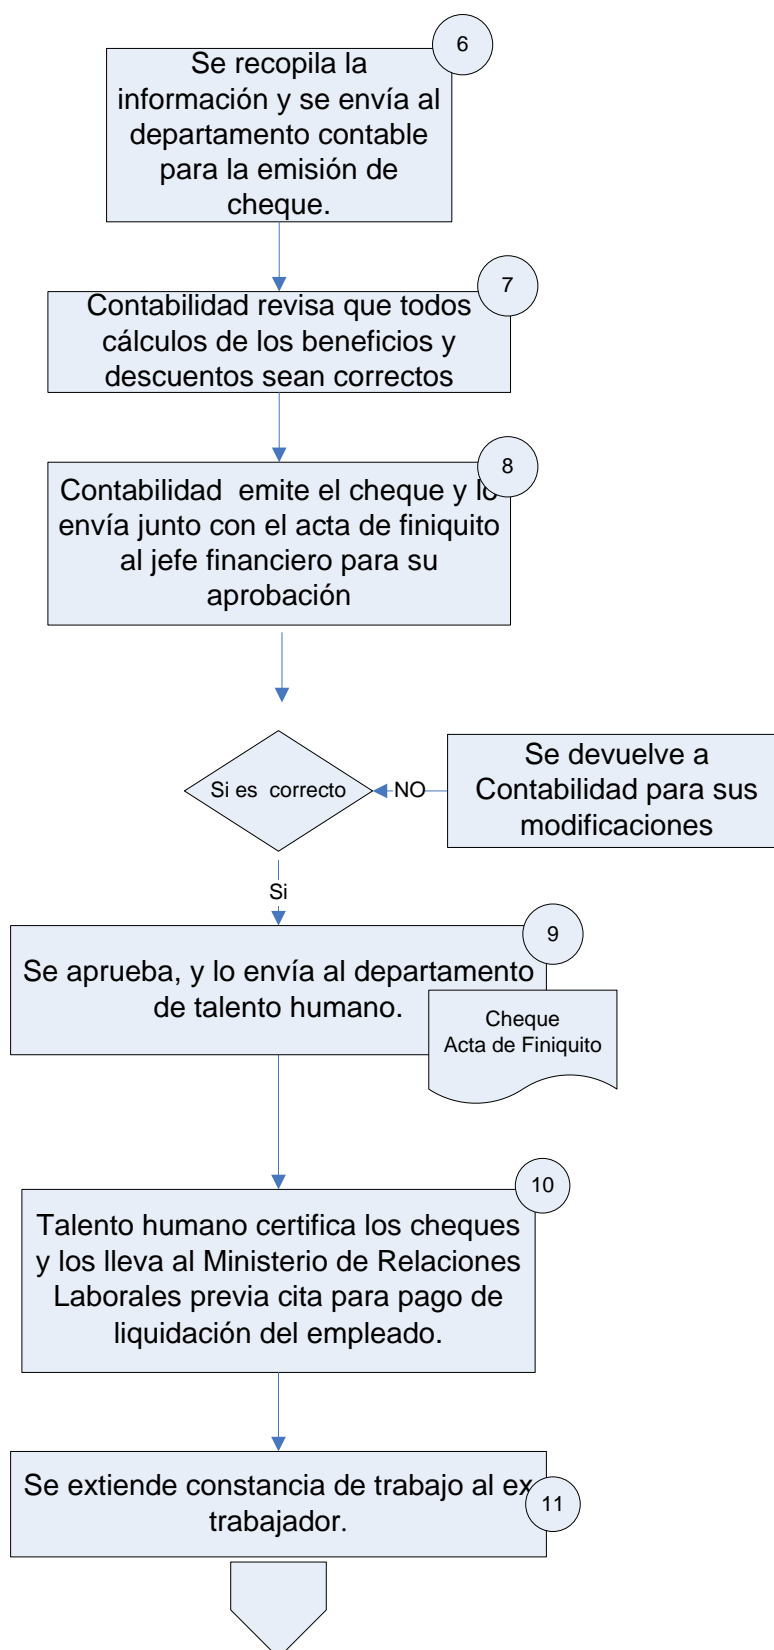 6
Se recopila la
información y se envía al
departamento contable
para la emisión de
cheque.
7
Contabilidad revisa que todos
cálculos de los beneficios y
descuentos sean correctos
8
Contabilidad  emite el cheque y lo
envía junto con el acta de finiquito
al jefe financiero para su
aprobación
Si es  correcto
NO
Se devuelve a
Contabilidad para sus
modificaciones
Si
9
Se aprueba, y lo envía al departamento
de talento humano.
Cheque
Acta de Finiquito
10
Talento humano certifica los cheques
y los lleva al Ministerio de Relaciones
Laborales previa cita para pago de
liquidación del empleado.
Se extiende constancia de trabajo al ex
trabajador.
11